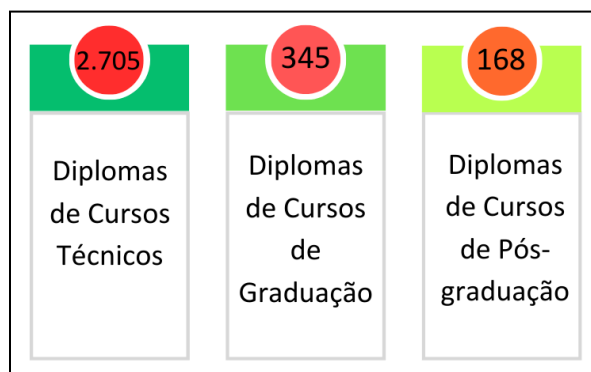 2.705
Diplomas
de Cursos
Técnicos
345
Diplomas
de Cursos
de
Graduação
168
Diplomas
de Cursos
de Pós-
graduação